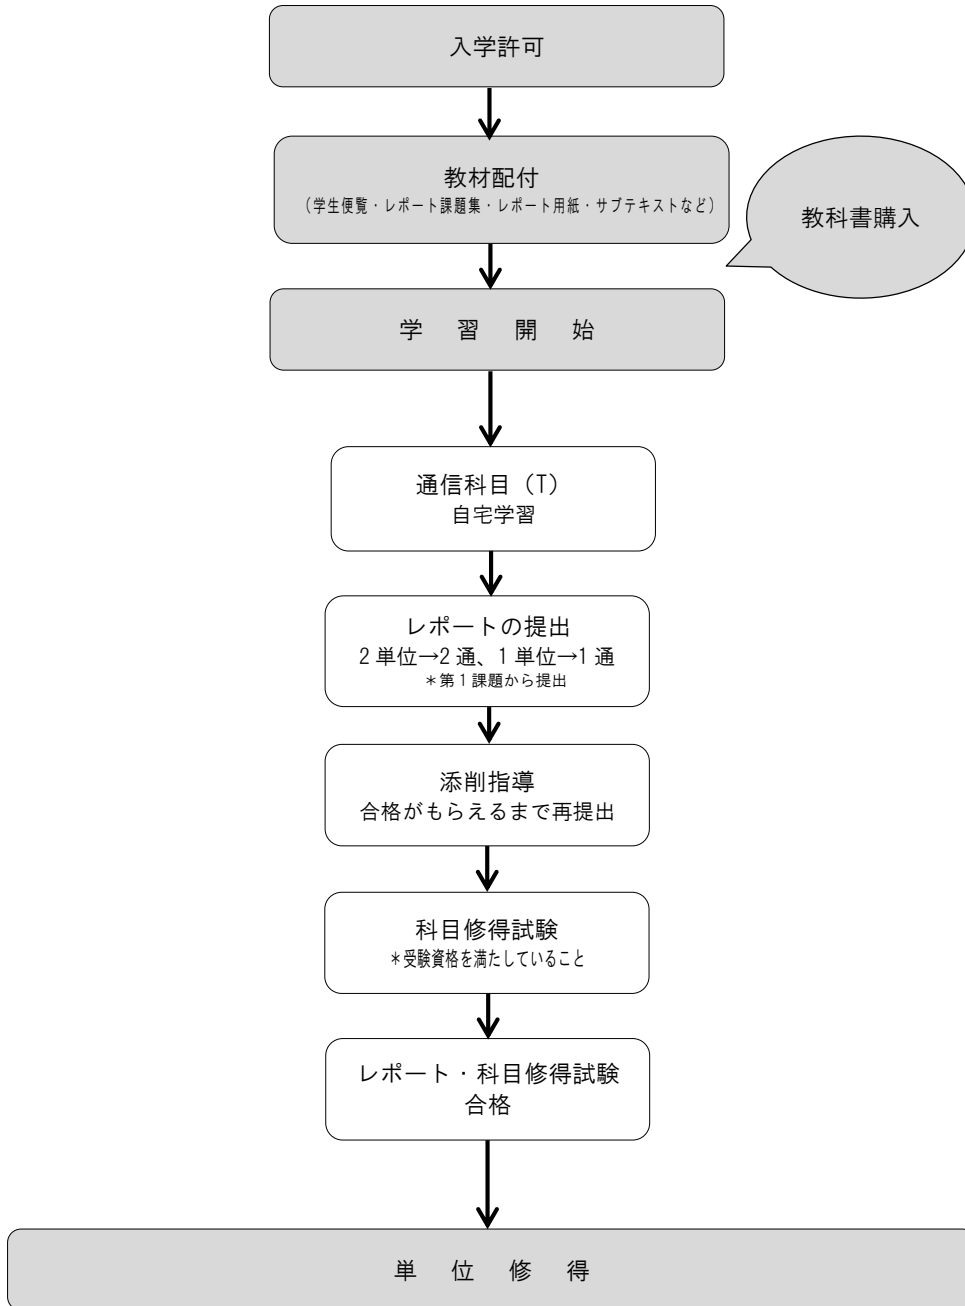 入学許可
教材配付
（学生便覧・レポート課題集・レポート用紙・サブテキストなど）
教科書購入
学　習　開　始
通信科目（T）
自宅学習
レポートの提出
２単位→２通、１単位→１通
＊第１課題から提出
添削指導
合格がもらえるまで再提出
科目修得試験
＊受験資格を満たしていること
レポート・科目修得試験
合格
単　位　修　得